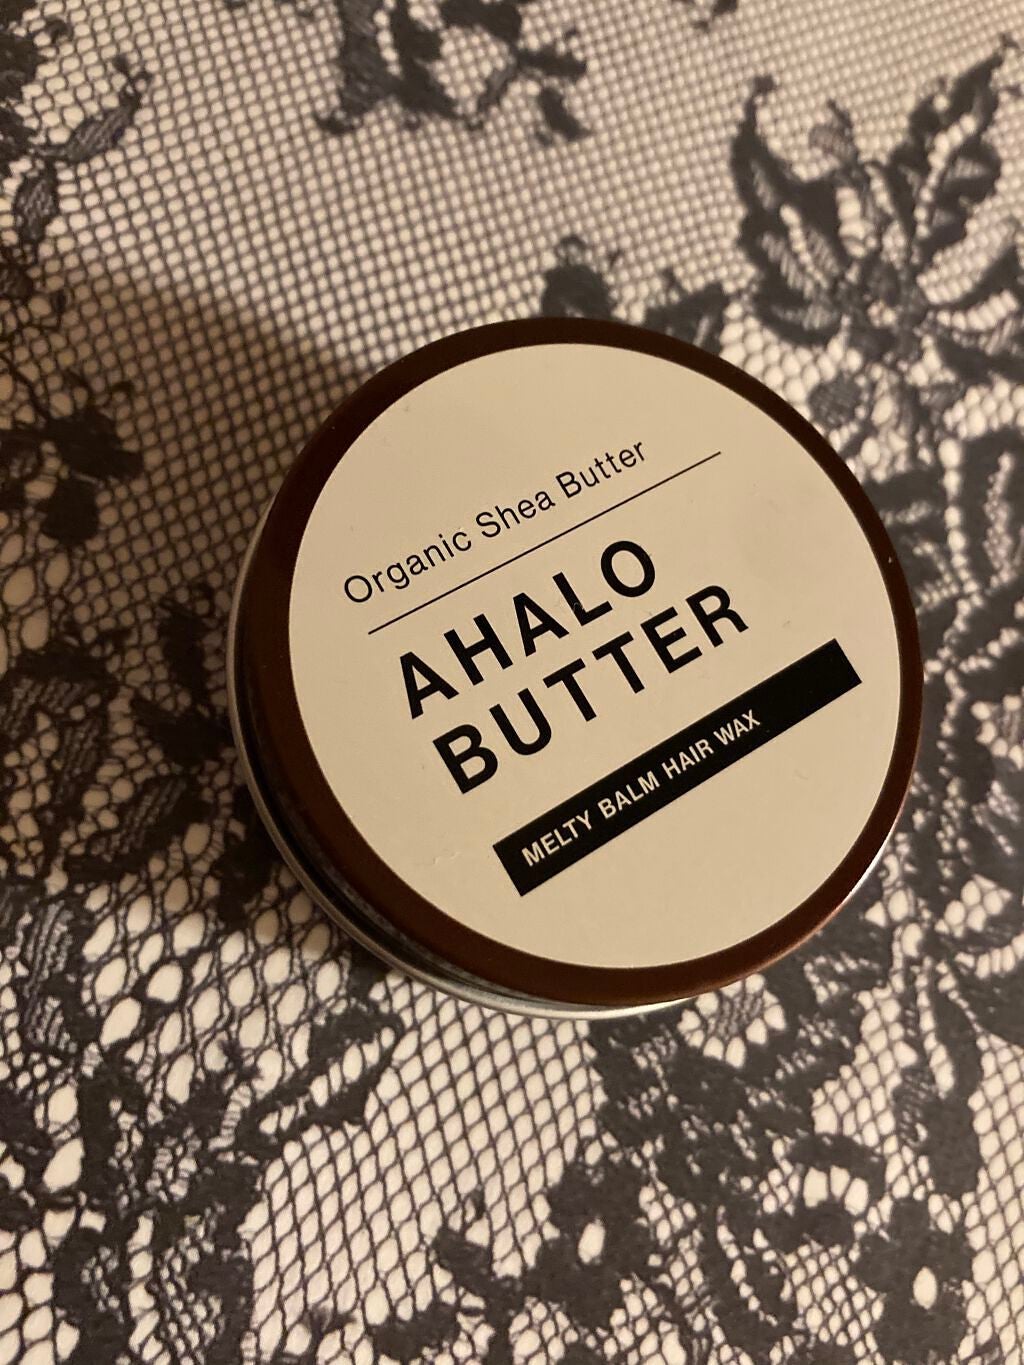 Organic Shea Butter
AHALO
BUTTER
MELTY BALM HAIR WAX